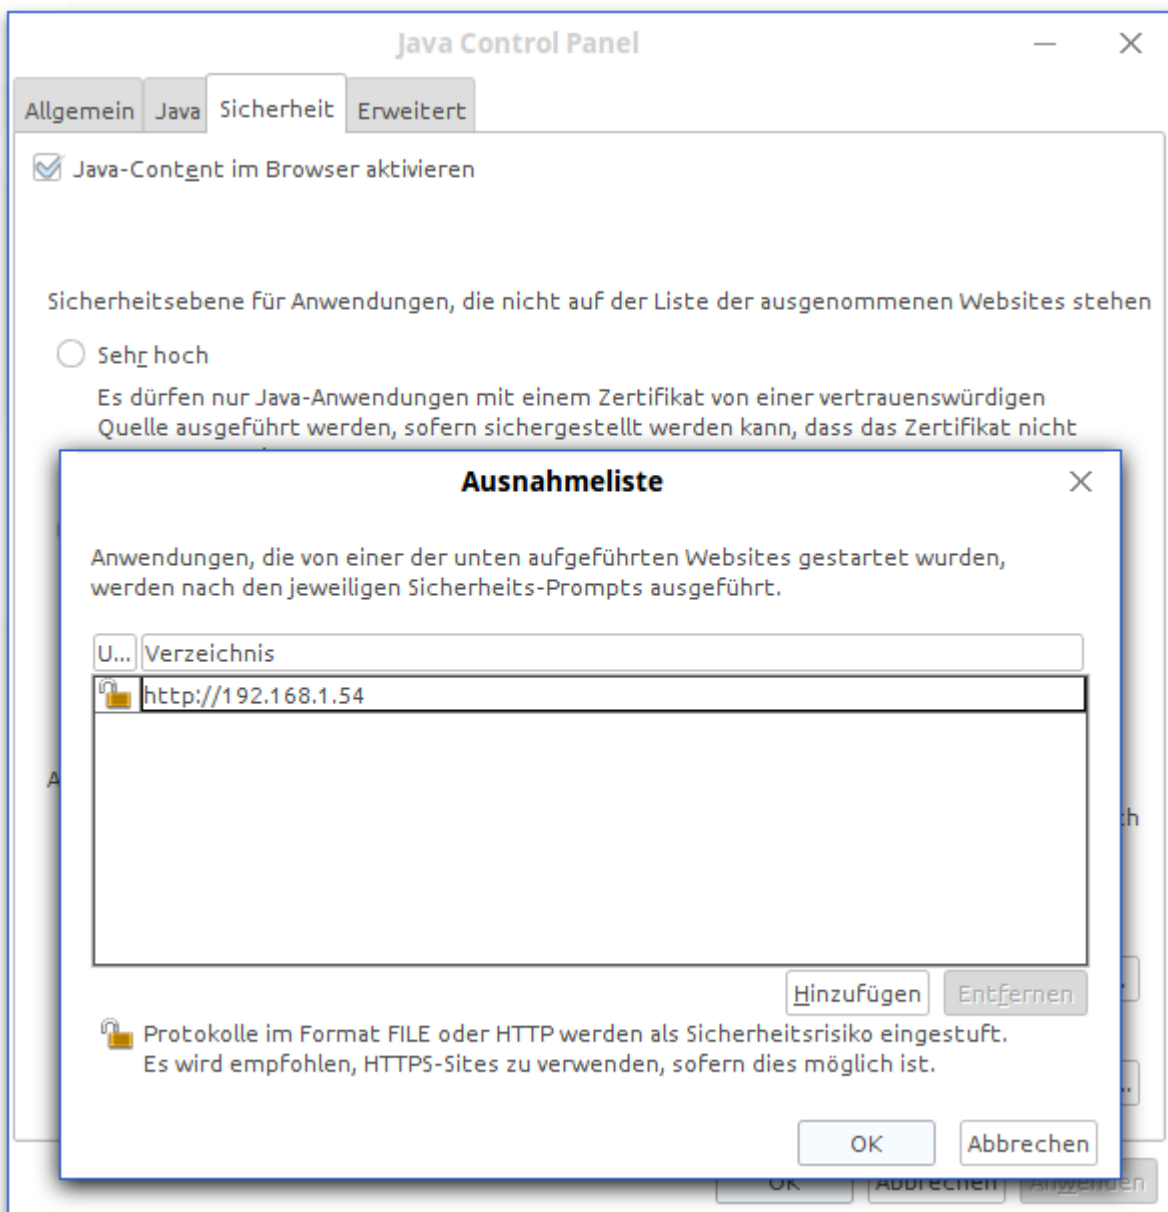 Java Control Panel
Allgemein Java Sicherheit Erweitert
Java-Content im Browser aktivieren
Sicherheitsebene für Anwendungen, die nicht auf der Liste der ausgenommenen Websites stehen
Sehr hoch
Es dürfen nur Java-Anwendungen mit einem Zertifikat von einer vertrauenswürdigen
Quelle ausgeführt werden, sofern sichergestellt werden kann, dass das Zertifikat nicht
Ausnahmeliste
Anwendungen, die von einer der unten aufgeführten Websites gestartet wurden,
werden nach den jeweiligen Sicherheits-Prompts ausgeführt.
U... Verzeichnis
http://192.168.1.54
Hinzufügen Entfernen
Protokolle im Format FILE oder HTTP werden als Sicherheitsrisiko eingestuft.
Es wird empfohlen, HTTPS-Sites zu verwenden, sofern dies möglich ist.
OK Abbrechen
OK Abbrechen Anwenden